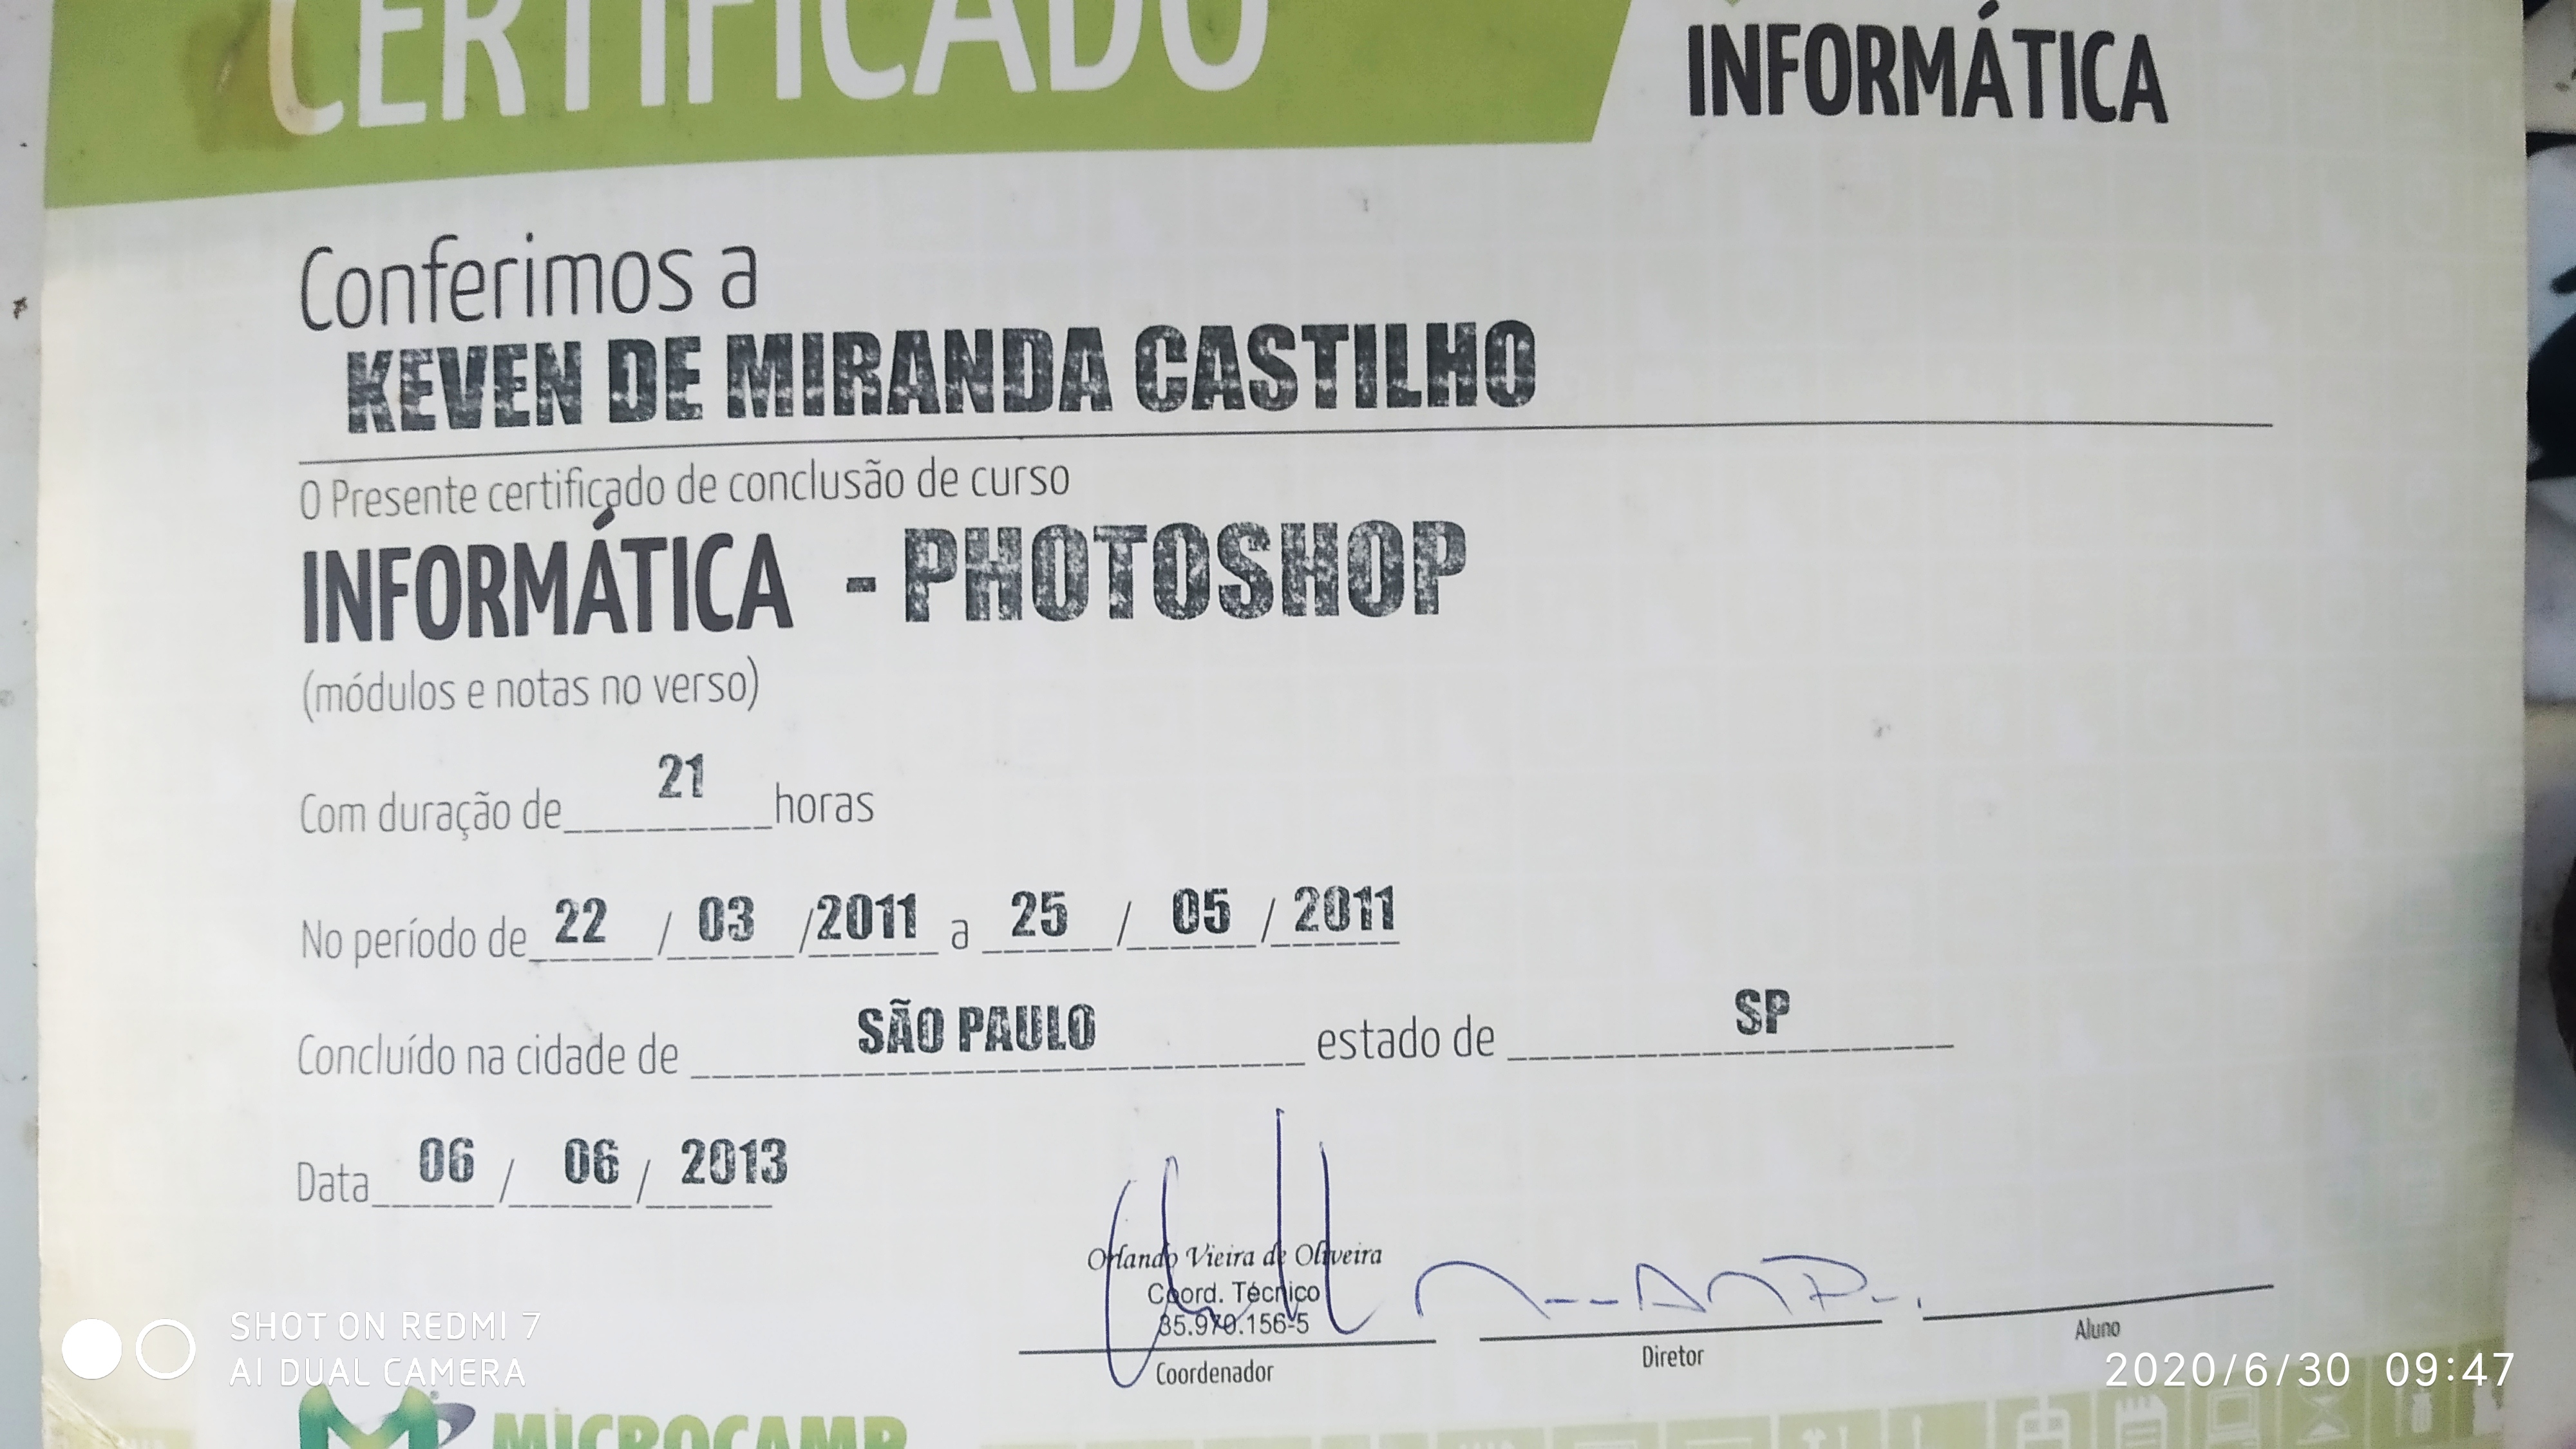 CERTIFICADO
INFORMÁTICA
Conferimos a
KEVEN DE MIRANDA CASTILHO
O Presente certificado de conclusão de curso
INFORMÁTICA - PHOTOSHOP
(módulos e notas no verso)
Com duração de 21 horas
No período de 22 / 03 / 2011 a 25 / 05 / 2011
Concluído na cidade de SÃO PAULO estado de SP
Data 06 / 06 / 2013
Orlando Vieira de Oliveira
Coord. Técnico
35.970.156-5
Coordenador
Diretor
Aluno
SHOT ON REDMI 7
AI DUAL CAMERA
2020/6/30 09:47
MICROCAMP